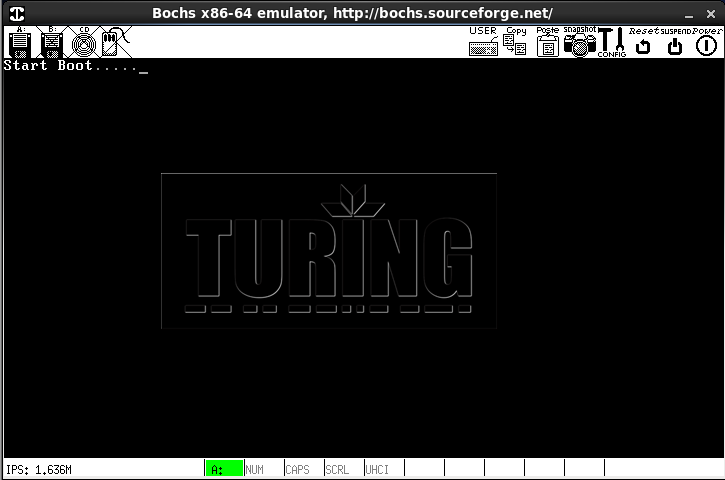 Bochs x86-64 emulator, http://bochs.sourceforge.net/
A: B: CD USER Copy Paste snapshot CONFIG Reset SUSPEND Power
Start Boot....._
TURING
IPS: 1.636M A: NUM CAPS SCRL UHCI